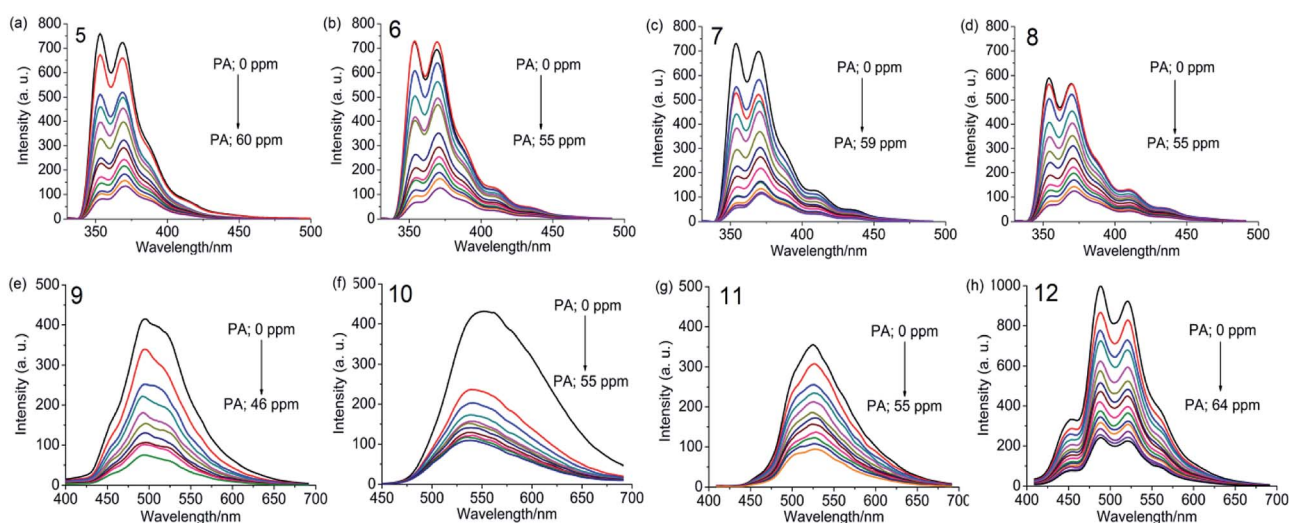 (a)
5
PA; 0 ppm
PA; 60 ppm
Intensity (a. u.)
800
700
600
500
400
300
200
100
0
350 400 450 500
Wavelength/nm
(b)
6
PA; 0 ppm
PA; 55 ppm
Intensity (a. u.)
800
700
600
500
400
300
200
100
0
350 400 450 500
Wavelength/nm
(c)
7
PA; 0 ppm
PA; 59 ppm
Intensity (a. u.)
800
700
600
500
400
300
200
100
0
350 400 450 500
Wavelength/nm
(d)
8
PA; 0 ppm
PA; 55 ppm
Intensity (a. u.)
800
700
600
500
400
300
200
100
0
350 400 450 500
Wavelength/nm
(e)
9
PA; 0 ppm
PA; 46 ppm
Intensity (a. u.)
500
400
300
200
100
0
400 450 500 550 600 650 700
Wavelength/nm
(f)
10
PA; 0 ppm
PA; 55 ppm
Intensity (a. u.)
500
400
300
200
100
0
450 500 550 600 650 700
Wavelength/nm
(g)
11
PA; 0 ppm
PA; 55 ppm
Intensity (a. u.)
500
400
300
200
100
0
400 450 500 550 600 650 700
Wavelength/nm
(h)
12
PA; 0 ppm
PA; 64 ppm
Intensity (a. u.)
1000
900
800
700
600
500
400
300
200
100
0
400 450 500 550 600 650 700
Wavelength/nm